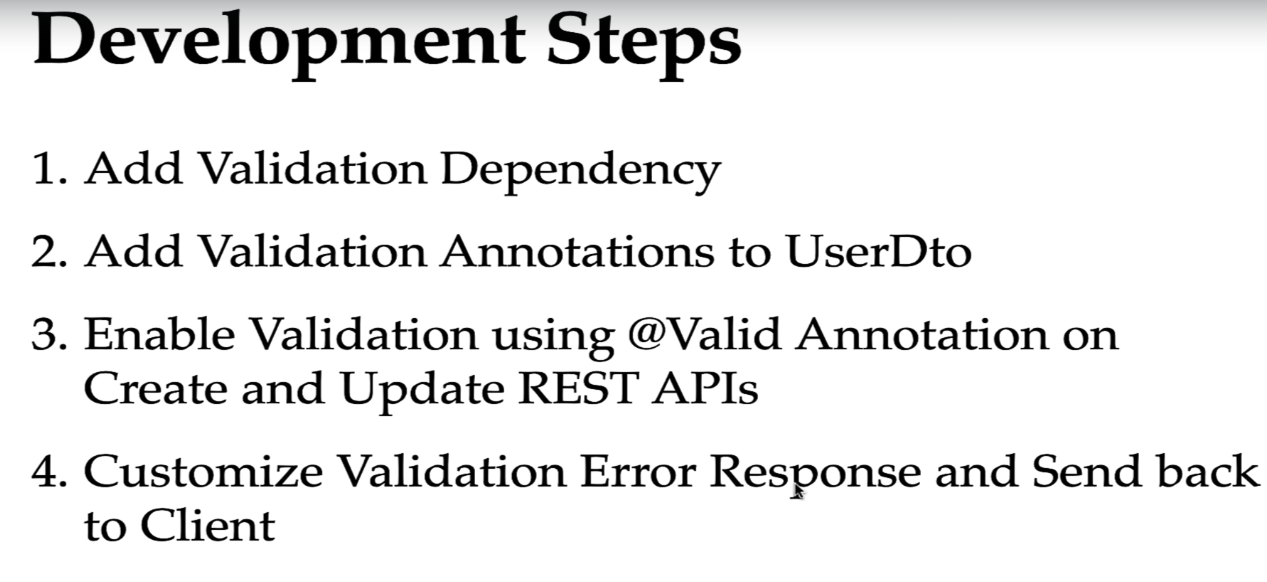 Development Steps
1. Add Validation Dependency
2. Add Validation Annotations to UserDto
3. Enable Validation using @Valid Annotation on
Create and Update REST APIs
4. Customize Validation Error Response and Send back
to Client